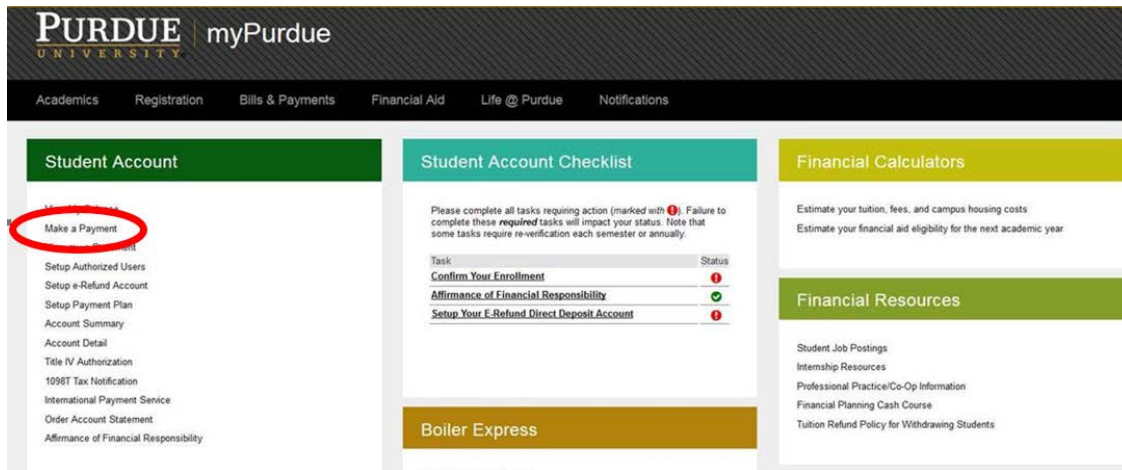 PURDUE
UNIVERSITY
myPurdue
Academics Registration Bills & Payments Financial Aid Life @ Purdue Notifications
Student Account
Make a Payment
Setup Authorized Users
Setup e-Refund Account
Setup Payment Plan
Account Summary
Account Detail
Title IV Authorization
1098T Tax Notification
International Payment Service
Order Account Statement
Affirmance of Financial Responsibility
Student Account Checklist
Please complete all tasks requiring action (marked with !). Failure to
complete these required tasks will impact your status. Note that
some tasks require re-verification each semester or annually.
Task Status
Confirm Your Enrollment
Affirmance of Financial Responsibility
Setup Your E-Refund Direct Deposit Account
Boiler Express
Financial Calculators
Estimate your tuition, fees, and campus housing costs
Estimate your financial aid eligibility for the next academic year
Financial Resources
Student Job Postings
Internship Resources
Professional Practice/Co-Op Information
Financial Planning Cash Course
Tuition Refund Policy for Withdrawing Students